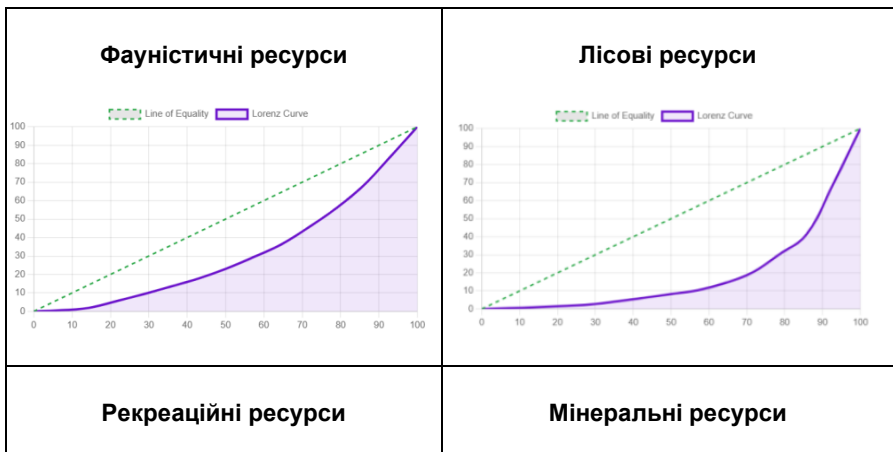 Фауністичні ресурси
Лісові ресурси
Line of Equality Lorenz Curve
100
90
80
70
60
50
40
30
20
10
0
0 10 20 30 40 50 60 70 80 90 100
Line of Equality Lorenz Curve
100
90
80
70
60
50
40
30
20
10
0
0 10 20 30 40 50 60 70 80 90 100
Рекреаційні ресурси
Мінеральні ресурси